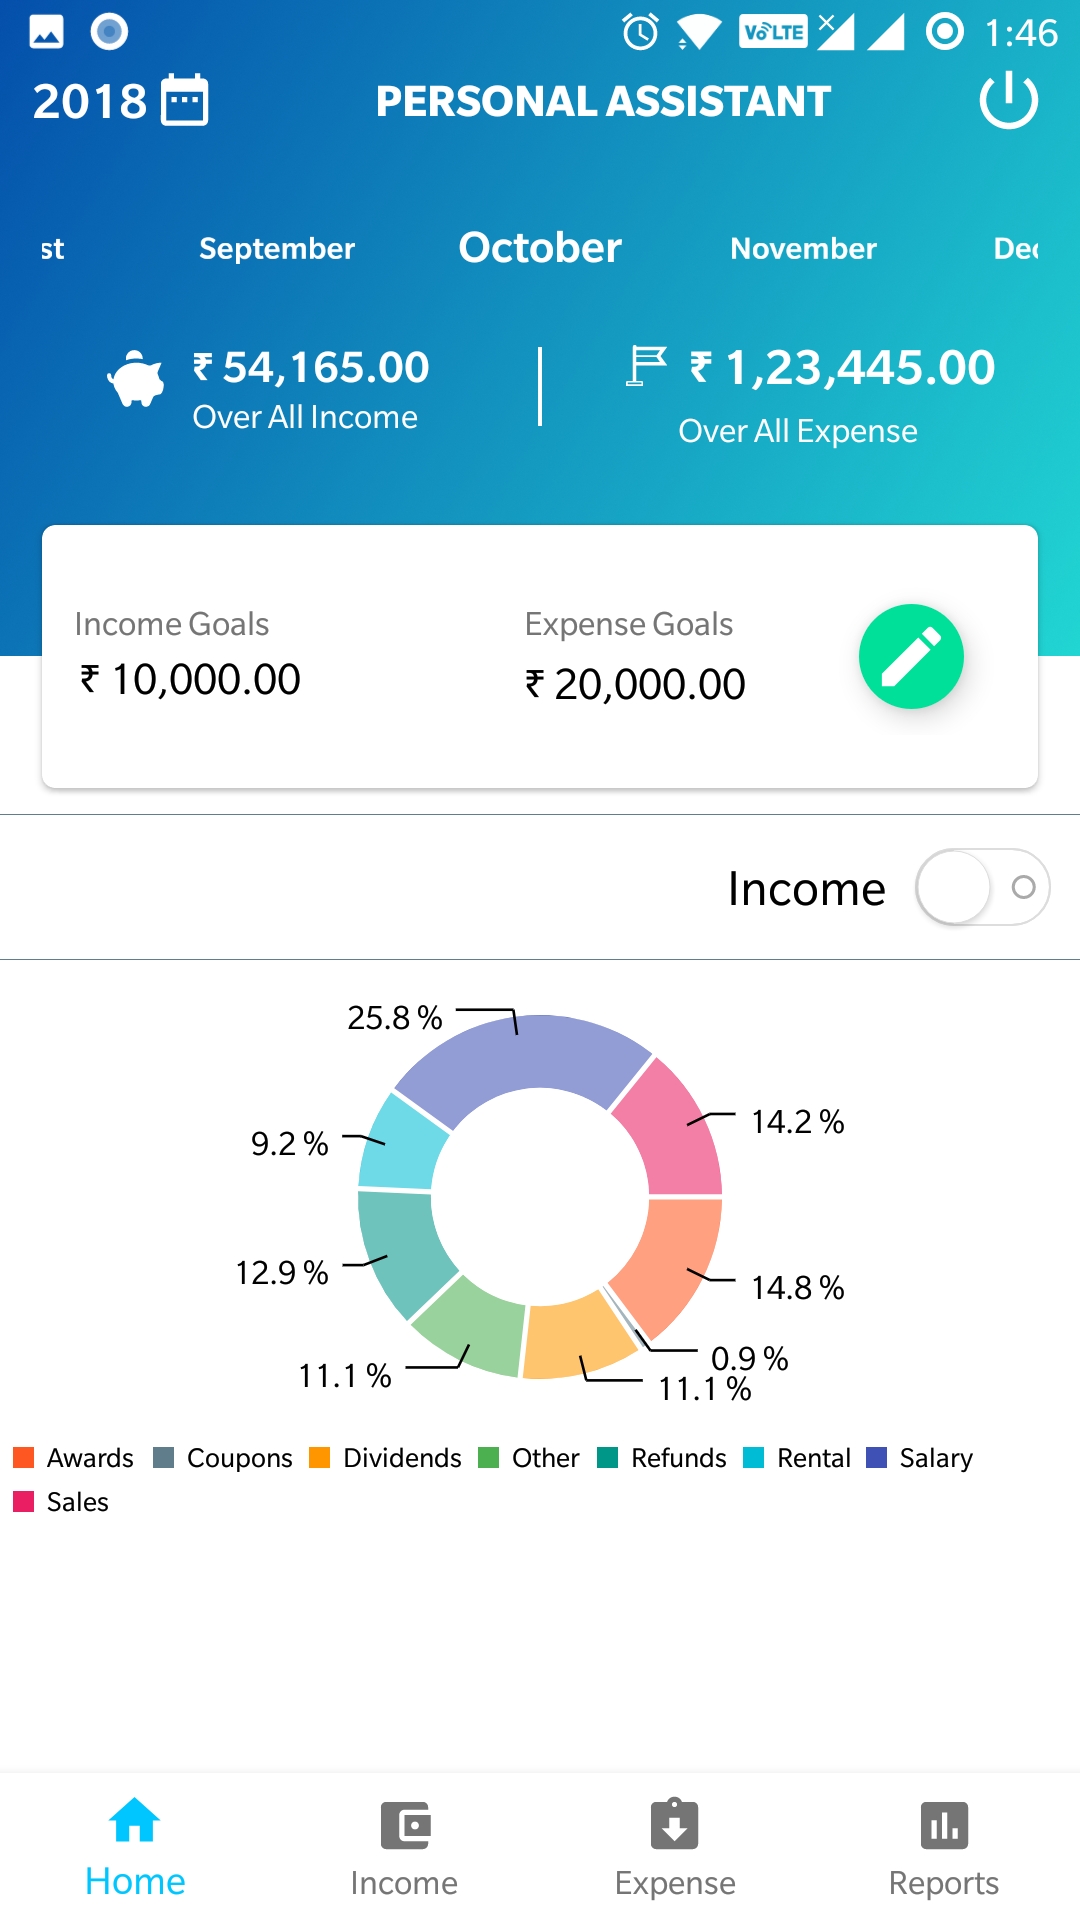 VoLTE 1:46
2018 PERSONAL ASSISTANT
st September October November Dec
₹ 54,165.00 ₹ 1,23,445.00
Over All Income Over All Expense
Income Goals Expense Goals
₹ 10,000.00 ₹ 20,000.00
Income
25.8 %
14.2 %
9.2 %
12.9 %
14.8 %
0.9 %
11.1 %
11.1 %
Awards Coupons Dividends Other Refunds Rental Salary
Sales
Home Income Expense Reports